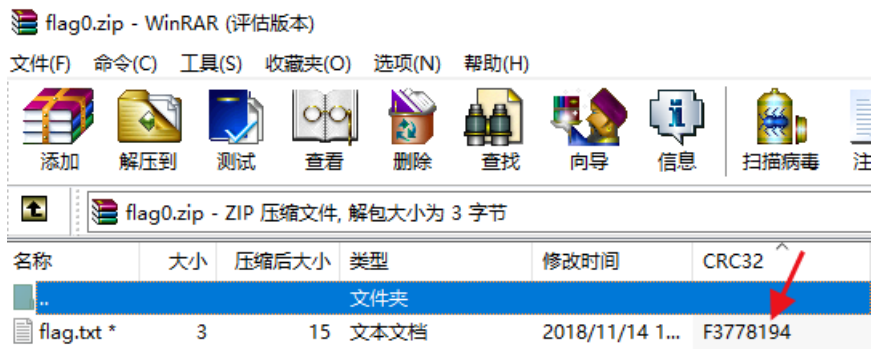 flag0.zip - WinRAR (评估版本)
文件(F) 命令(C) 工具(S) 收藏夹(O) 选项(N) 帮助(H)
添加 解压到 测试 查看 删除 查找 向导 信息 扫描病毒 注
flag0.zip - ZIP 压缩文件, 解包大小为 3 字节
名称 大小 压缩后大小 类型 修改时间 CRC32
.. 文件夹
flag.txt * 3 15 文本文档 2018/11/14 1... F3778194